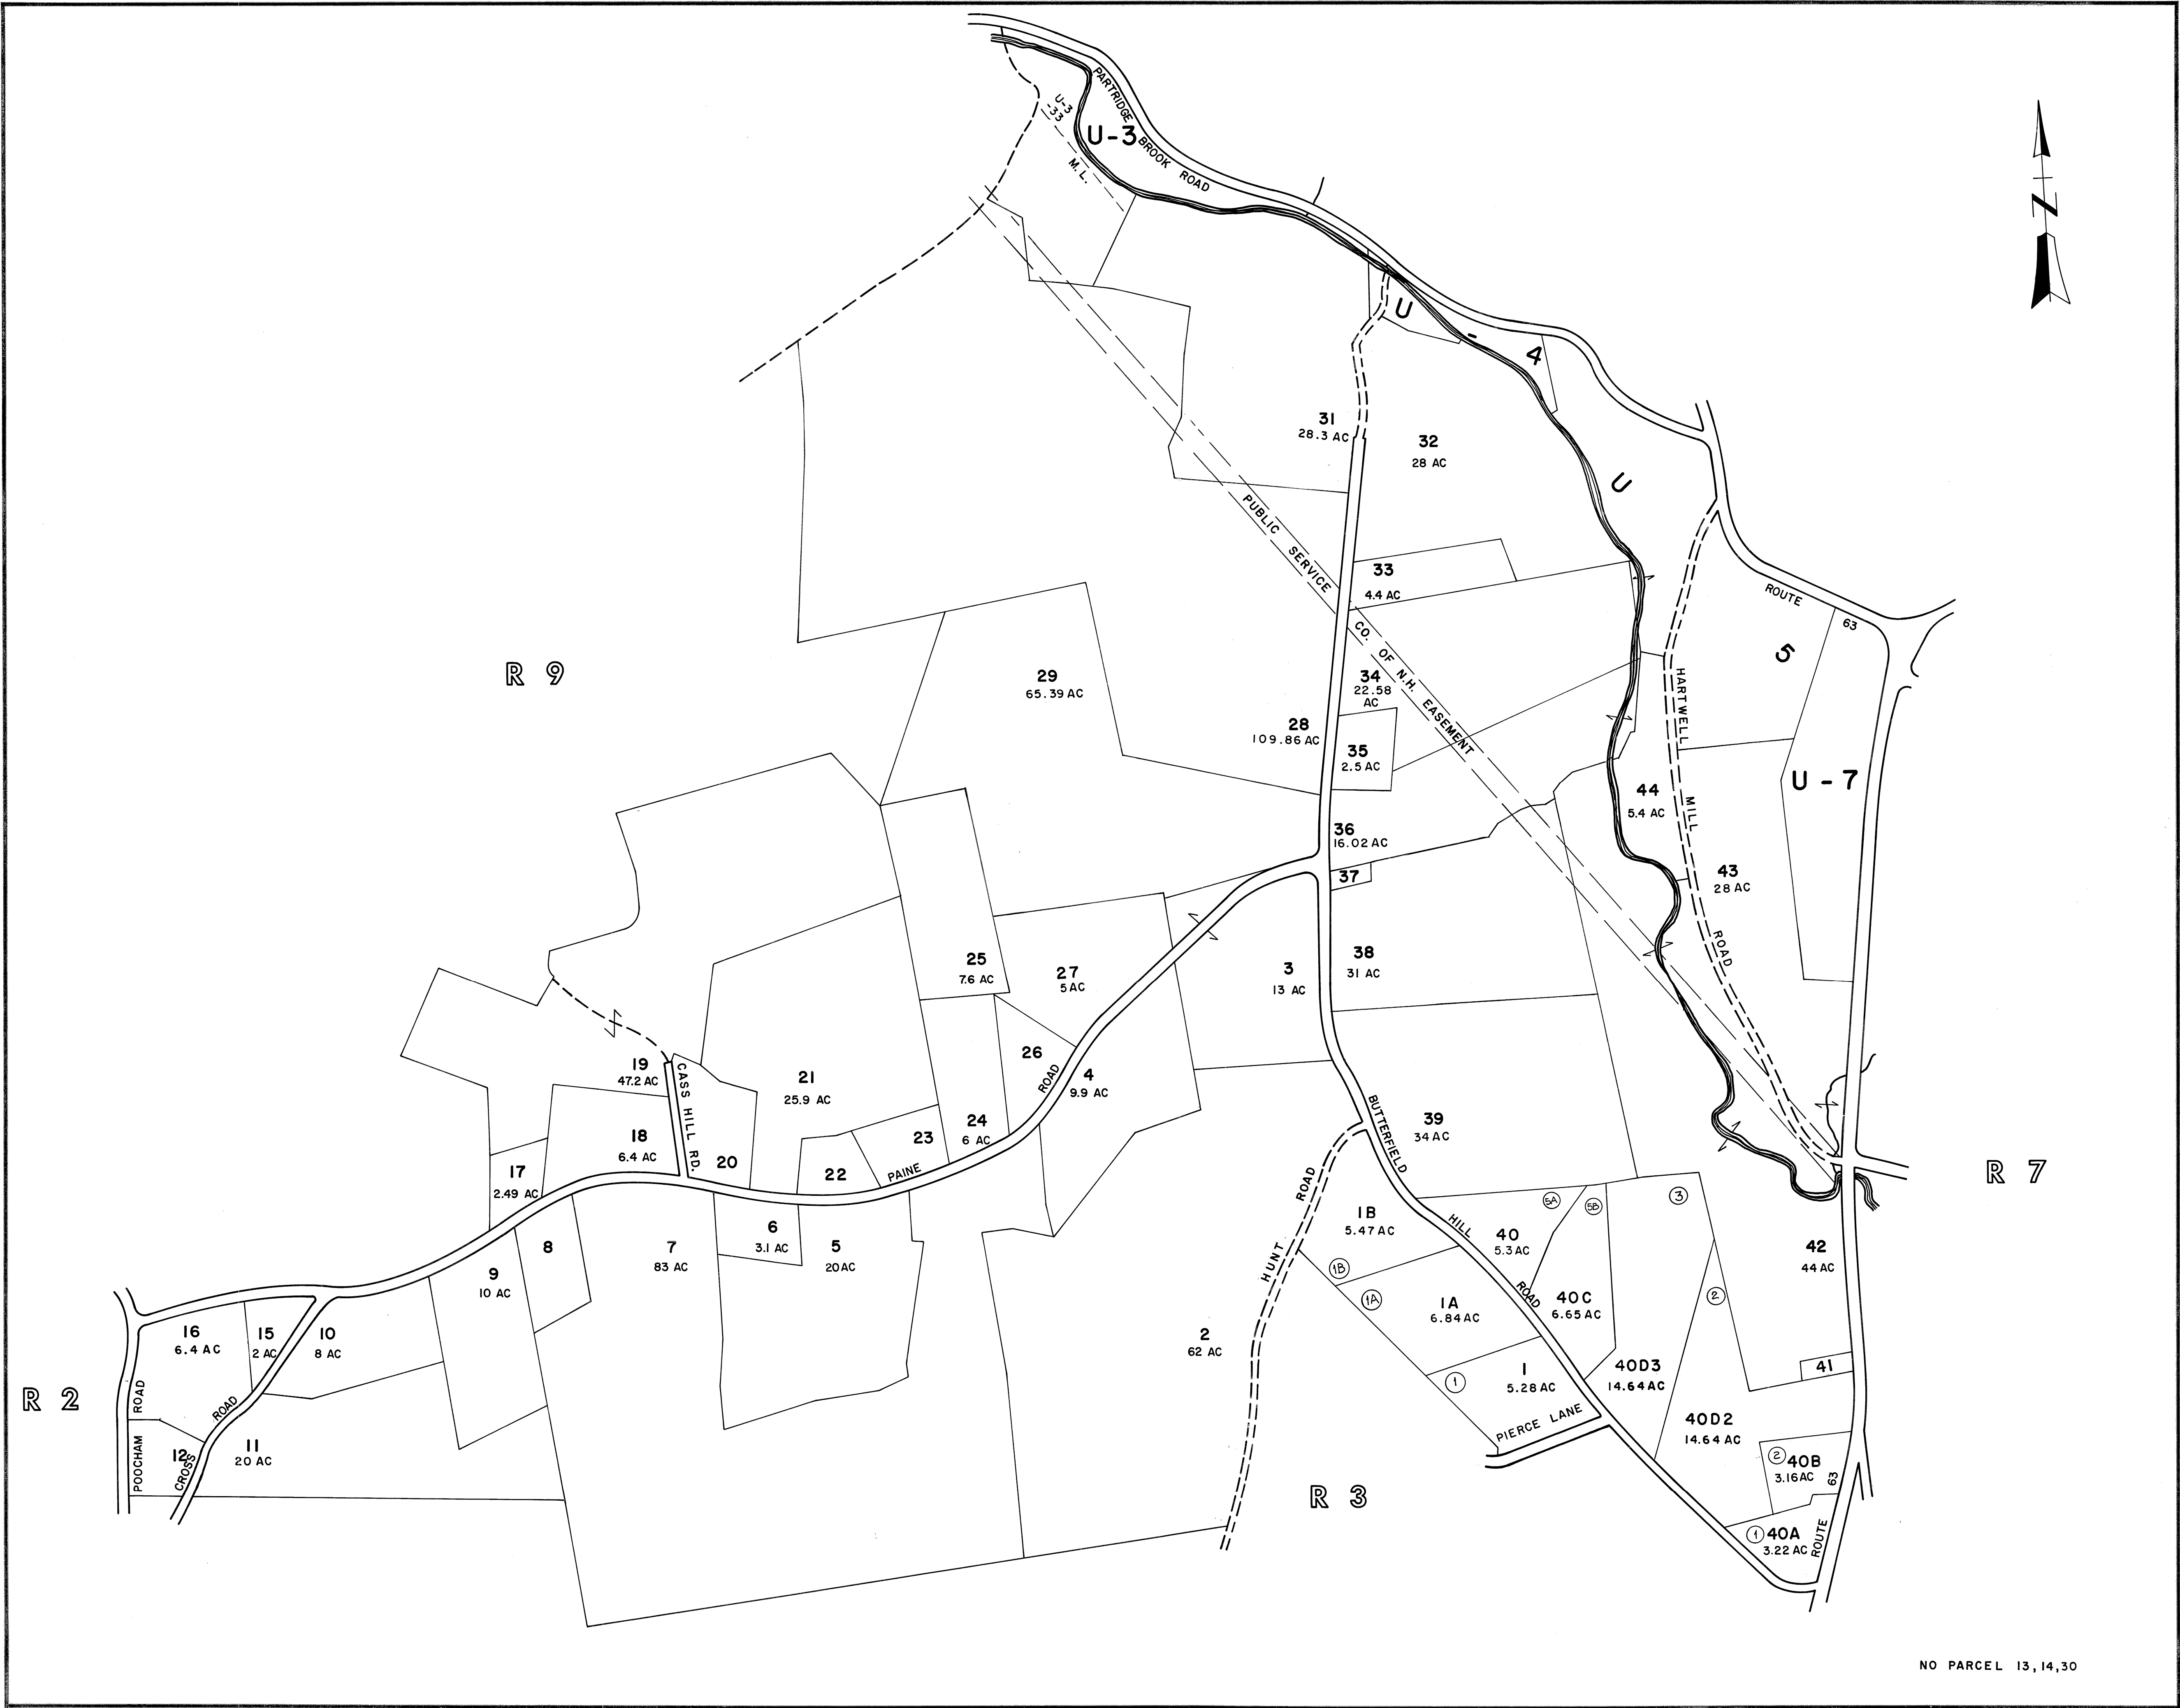 PARTRIDGE BROOK ROAD
U-3
-33
U-3
M. L.
N
U - 4
31
28.3 AC
32
28 AC
U
PUBLIC SERVICE CO. OF N.H. EASEMENT
33
4.4 AC
ROUTE 63
5
R 9
29
65.39 AC
34
22.58
AC
HARTWELL MILL ROAD
28
109.86 AC
35
2.5 AC
44
5.4 AC
U - 7
36
16.02 AC
37
43
28 AC
25
7.6 AC
27
5 AC
3
13 AC
38
31 AC
19
47.2 AC
CASS HILL RD.
21
25.9 AC
26
4
9.9 AC
PAINE ROAD
24
6 AC
23
BUTTERFIELD HILL ROAD
39
34 AC
18
6.4 AC
20
22
17
2.49 AC
R 7
HUNT ROAD
1B
5.47 AC
5A
5B
3
40
5.3 AC
6
3.1 AC
8
7
83 AC
5
20 AC
42
44 AC
9
10 AC
1B
1A
1A
6.84 AC
40C
6.65 AC
2
16
6.4 AC
15
2 AC
10
8 AC
2
62 AC
1
1
5.28 AC
40D3
14.64 AC
41
R 2
POOCHAM ROAD
CROSS ROAD
PIERCE LANE
40D2
14.64 AC
12
11
20 AC
2
40B
3.16 AC
R 3
1
40A
3.22 AC
ROUTE 63
NO PARCEL 13, 14, 30